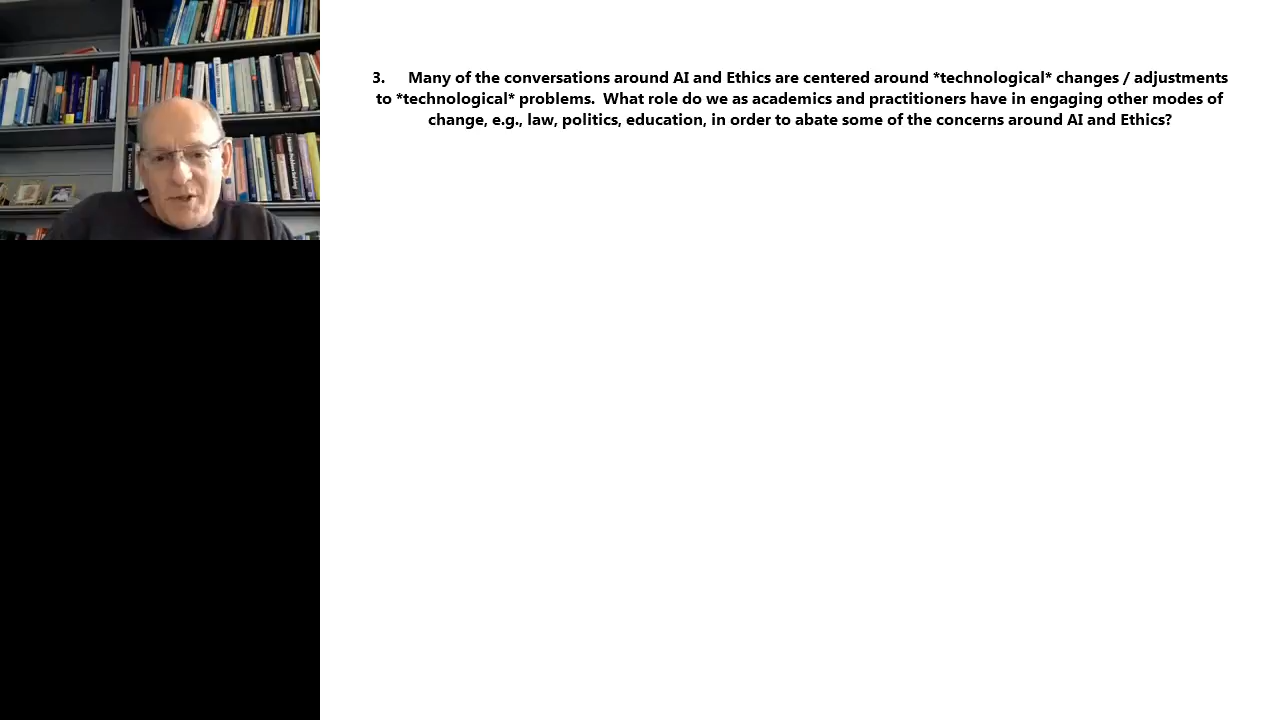 3. Many of the conversations around AI and Ethics are centered around *technological* changes / adjustments
to *technological* problems. What role do we as academics and practitioners have in engaging other modes of
change, e.g., law, politics, education, in order to abate some of the concerns around AI and Ethics?